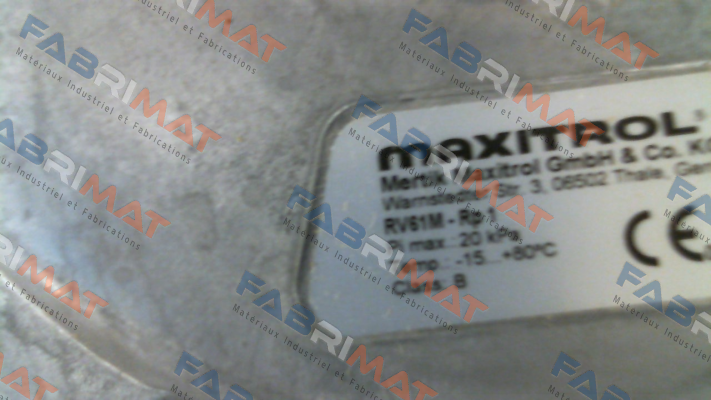 maxitrol
Mertik Maxitrol GmbH & Co. KG
Warnstedter Str. 3, 06502 Thale, Ger
RV61M - Rp 1
Pi max.: 20 kPa
Temp.: -15...+60°C
Class: B
CE
FABRIMAT
Matériaux Industriel et Fabrications